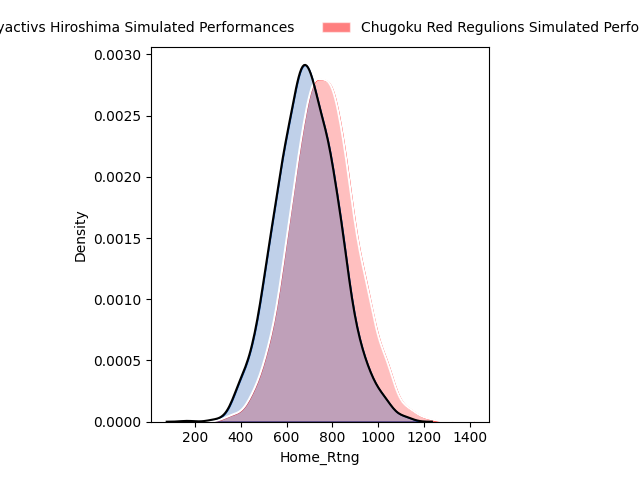 yactivs Hiroshima Simulated Performances
Chugoku Red Regulions Simulated Perfo
0.0030
0.0025
0.0020
0.0015
0.0010
0.0005
0.0000
Density
200 400 600 800 1000 1200 1400
Home_Rtng